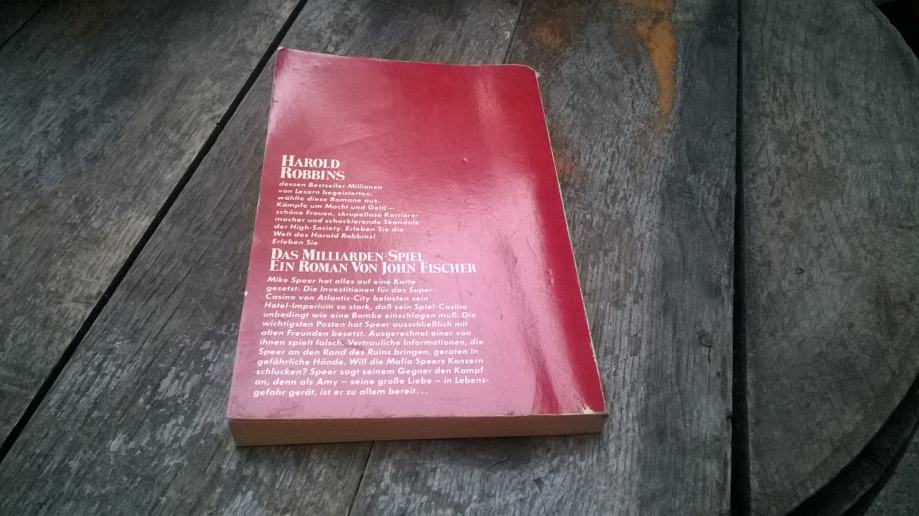 HAROLD
ROBBINS
dessen Bestseller Millionen
von Lesern begeisterten,
wählte diese Romane aus.
Kämpfe um Macht und Geld –
schöne Frauen, skrupellose Karriere-
macher und schockierende Skandale
der High-Society. Erleben Sie die
Welt des Harold Robbins!
Erleben Sie
DAS MILLIARDEN-SPIEL
EIN ROMAN VON JOHN FISCHER
Mike Speer hat alles auf eine Karte
gesetzt: Die Investitionen für das Super-
Casino von Atlantic-City belasten sein
Hotel-Imperium so stark, daß sein Spiel-Casino
unbedingt wie eine Bombe einschlagen muß. Die
wichtigsten Posten hat Speer ausschließlich mit
alten Freunden besetzt. Ausgerechnet einer von
ihnen spielt falsch. Vertrauliche Informationen, die
Speer an den Rand des Ruins bringen, geraten in
gefährliche Hände. Will die Mafia Speers Konzern
schlucken? Speer sagt seinem Gegner den Kampf
an, denn als Amy – seine große Liebe – in Lebens-
gefahr gerät, ist er zu allem bereit ...